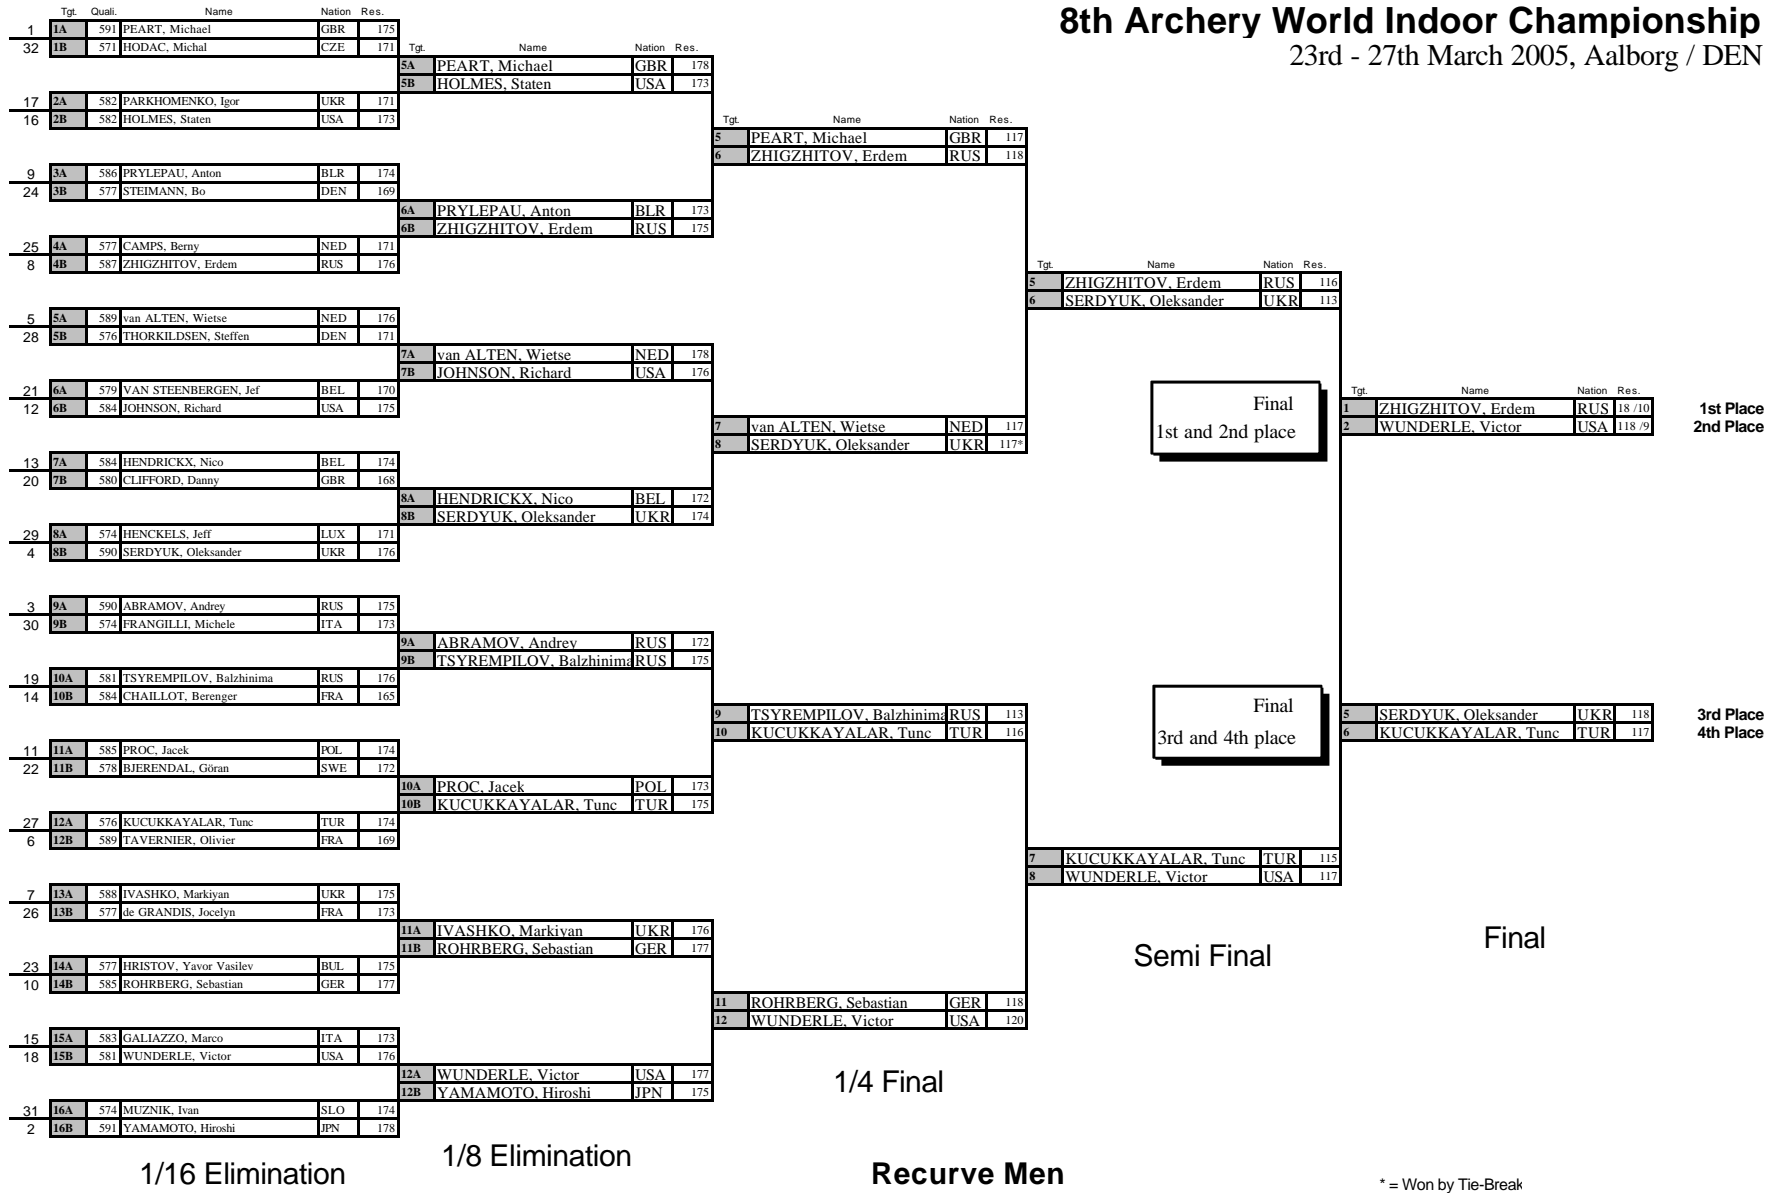 8th Archery World Indoor Championship
23rd - 27th March 2005, Aalborg / DEN
Tgt. Quali. Name Nation Res.
1 1A 591 PEART, Michael GBR 175
32 1B 571 HODAC, Michal CZE 171
17 2A 582 PARKHOMENKO, Igor UKR 171
16 2B 582 HOLMES, Staten USA 173
9 3A 586 PRYLEPAU, Anton BLR 174
24 3B 577 STEIMANN, Bo DEN 169
25 4A 577 CAMPS, Berny NED 171
8 4B 587 ZHIGZHITOV, Erdem RUS 176
5 5A 589 van ALTEN, Wietse NED 176
28 5B 576 THORKILDSEN, Steffen DEN 171
21 6A 579 VAN STEENBERGEN, Jef BEL 170
12 6B 584 JOHNSON, Richard USA 175
13 7A 584 HENDRICKX, Nico BEL 174
20 7B 580 CLIFFORD, Danny GBR 168
29 8A 574 HENCKELS, Jeff LUX 171
4 8B 590 SERDYUK, Oleksander UKR 176
3 9A 590 ABRAMOV, Andrey RUS 175
30 9B 574 FRANGILLI, Michele ITA 173
19 10A 581 TSYREMPILOV, Balzhinima RUS 176
14 10B 584 CHAILLOT, Berenger FRA 165
11 11A 585 PROC, Jacek POL 174
22 11B 578 BJERENDAL, Göran SWE 172
27 12A 576 KUCUKKAYALAR, Tunc TUR 174
6 12B 589 TAVERNIER, Olivier FRA 169
7 13A 588 IVASHKO, Markiyan UKR 175
26 13B 577 de GRANDIS, Jocelyn FRA 173
23 14A 577 HRISTOV, Yavor Vasilev BUL 175
10 14B 585 ROHRBERG, Sebastian GER 177
15 15A 583 GALIAZZO, Marco ITA 173
18 15B 581 WUNDERLE, Victor USA 176
31 16A 574 MUZNIK, Ivan SLO 174
2 16B 591 YAMAMOTO, Hiroshi JPN 178
1/16 Elimination
Tgt. Name Nation Res.
5A PEART, Michael GBR 178
5B HOLMES, Staten USA 173
6A PRYLEPAU, Anton BLR 173
6B ZHIGZHITOV, Erdem RUS 175
7A van ALTEN, Wietse NED 178
7B JOHNSON, Richard USA 176
8A HENDRICKX, Nico BEL 172
8B SERDYUK, Oleksander UKR 174
9A ABRAMOV, Andrey RUS 172
9B TSYREMPILOV, Balzhinima RUS 175
10A PROC, Jacek POL 173
10B KUCUKKAYALAR, Tunc TUR 175
11A IVASHKO, Markiyan UKR 176
11B ROHRBERG, Sebastian GER 177
12A WUNDERLE, Victor USA 177
12B YAMAMOTO, Hiroshi JPN 175
1/8 Elimination
Tgt. Name Nation Res.
5 PEART, Michael GBR 117
6 ZHIGZHITOV, Erdem RUS 118
7 van ALTEN, Wietse NED 117
8 SERDYUK, Oleksander UKR 117*
9 TSYREMPILOV, Balzhinima RUS 113
10 KUCUKKAYALAR, Tunc TUR 116
11 ROHRBERG, Sebastian GER 118
12 WUNDERLE, Victor USA 120
1/4 Final
Tgt. Name Nation Res.
5 ZHIGZHITOV, Erdem RUS 116
6 SERDYUK, Oleksander UKR 113
7 KUCUKKAYALAR, Tunc TUR 115
8 WUNDERLE, Victor USA 117
Semi Final
Final
1st and 2nd place
Tgt. Name Nation Res.
1 ZHIGZHITOV, Erdem RUS 18 /10 1st Place
2 WUNDERLE, Victor USA 118 /9 2nd Place
Final
3rd and 4th place
5 SERDYUK, Oleksander UKR 118 3rd Place
6 KUCUKKAYALAR, Tunc TUR 117 4th Place
Final
Recurve Men
* = Won by Tie-Break